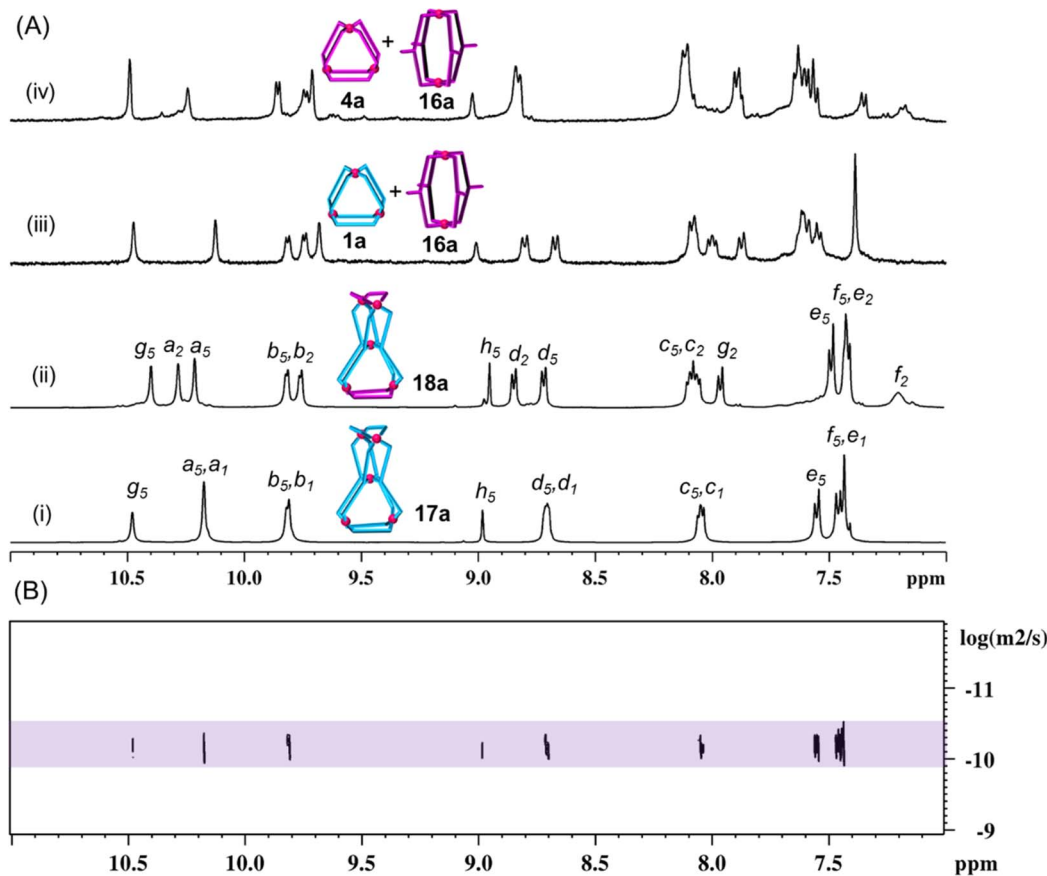 (A)
4a + 16a
(iv)
1a + 16a
(iii)
g5 a2 a5 b5,b2 h5 d2 d5 c5,c2 g2 e5 f5,e2 f2
(ii)
18a
g5 a5,a1 b5,b1 h5 d5,d1 c5,c1 e5 f5,e1
(i)
17a
10.5 10.0 9.5 9.0 8.5 8.0 7.5 ppm
(B)
log(m2/s)
-11
-10
-9
10.5 10.0 9.5 9.0 8.5 8.0 7.5 ppm